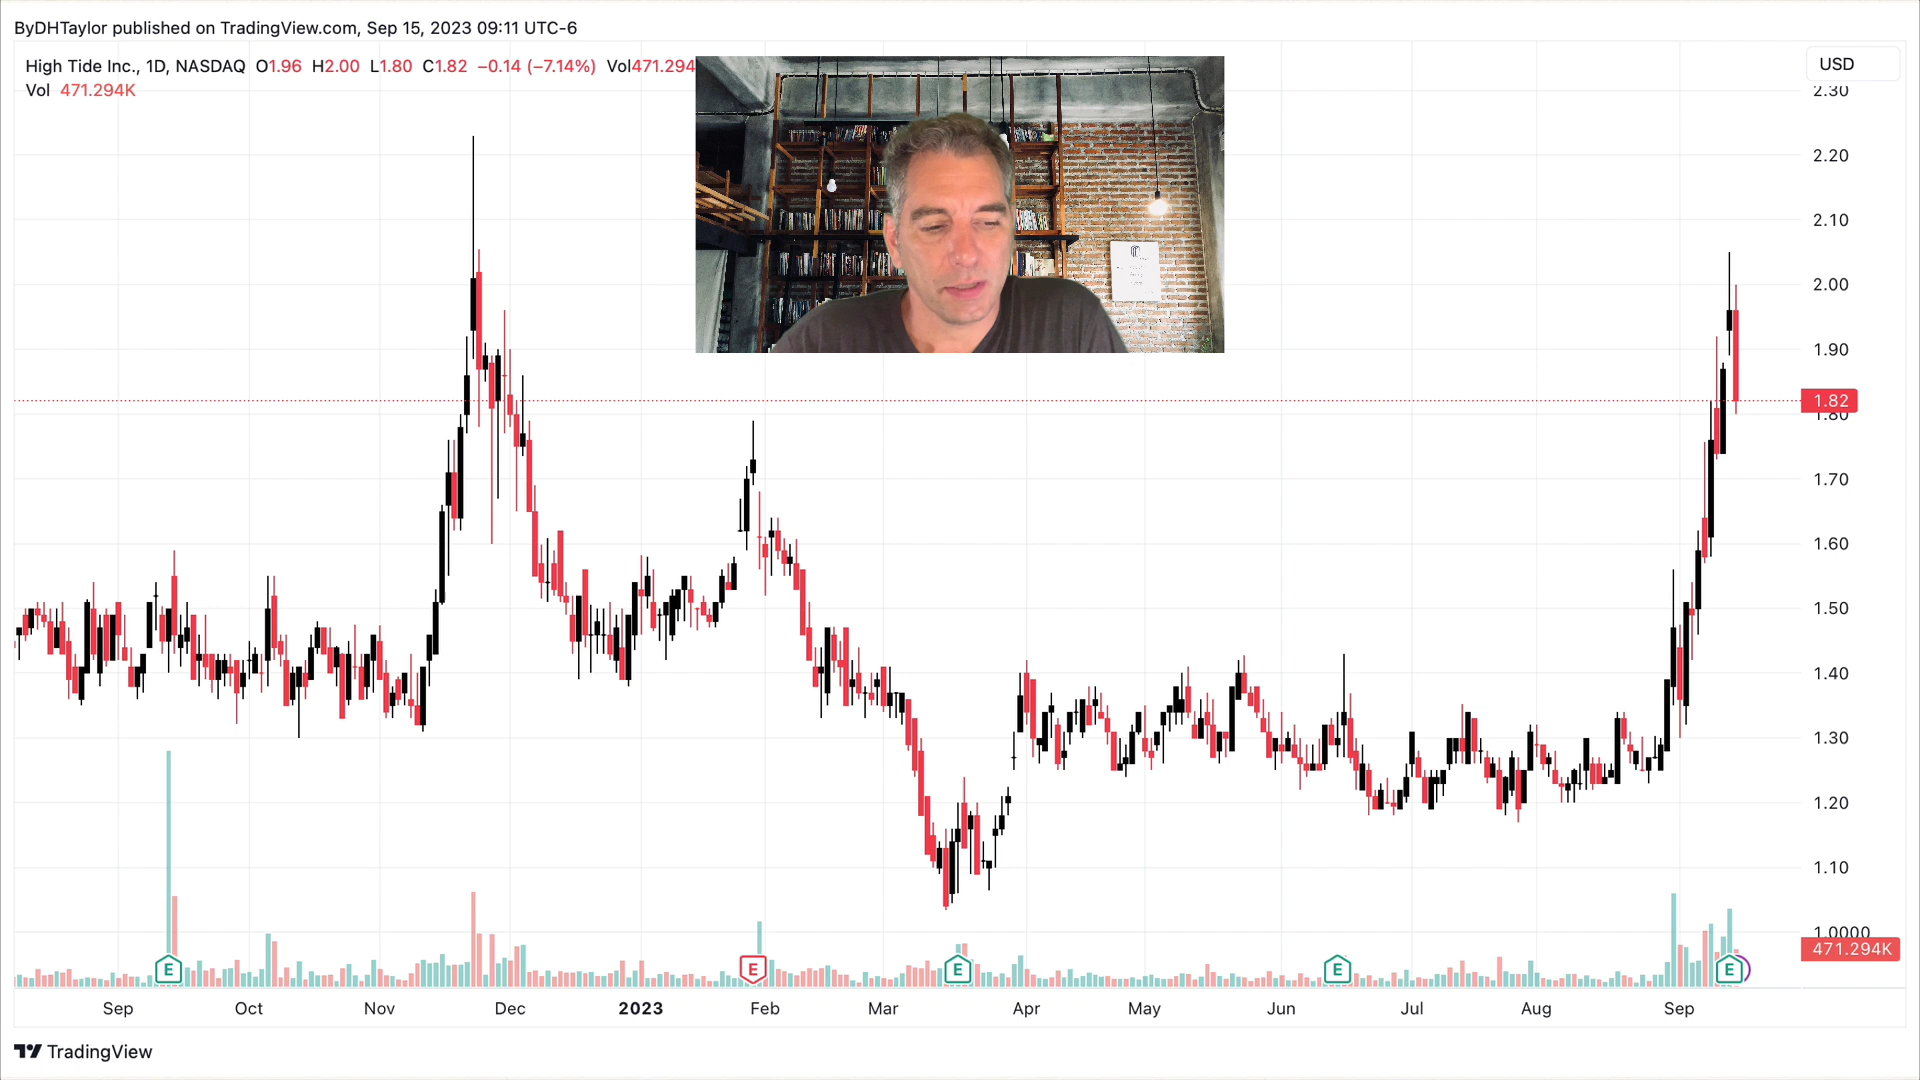 ByDHTaylor published on TradingView.com, Sep 15, 2023 09:11 UTC-6
High Tide Inc., 1D, NASDAQ O1.96 H2.00 L1.80 C1.82 −0.14 (−7.14%) Vol471.294
Vol 471.294K
USD
2.30
2.20
2.10
2.00
1.90
1.82
1.80
1.70
1.60
1.50
1.40
1.30
1.20
1.10
1.0000
471.294K
E E E E E
Sep Oct Nov Dec 2023 Feb Mar Apr May Jun Jul Aug Sep
TradingView